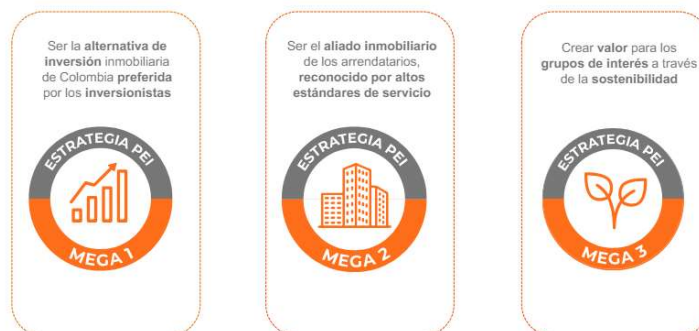 Ser la alternativa de
inversión inmobiliaria
de Colombia preferida
por los inversionistas
ESTRATEGIA PEI
MEGA 1
Ser el aliado inmobiliario
de los arrendatarios,
reconocido por altos
estándares de servicio
ESTRATEGIA PEI
MEGA 2
Crear valor para los
grupos de interés a través
de la sostenibilidad
ESTRATEGIA PEI
MEGA 3